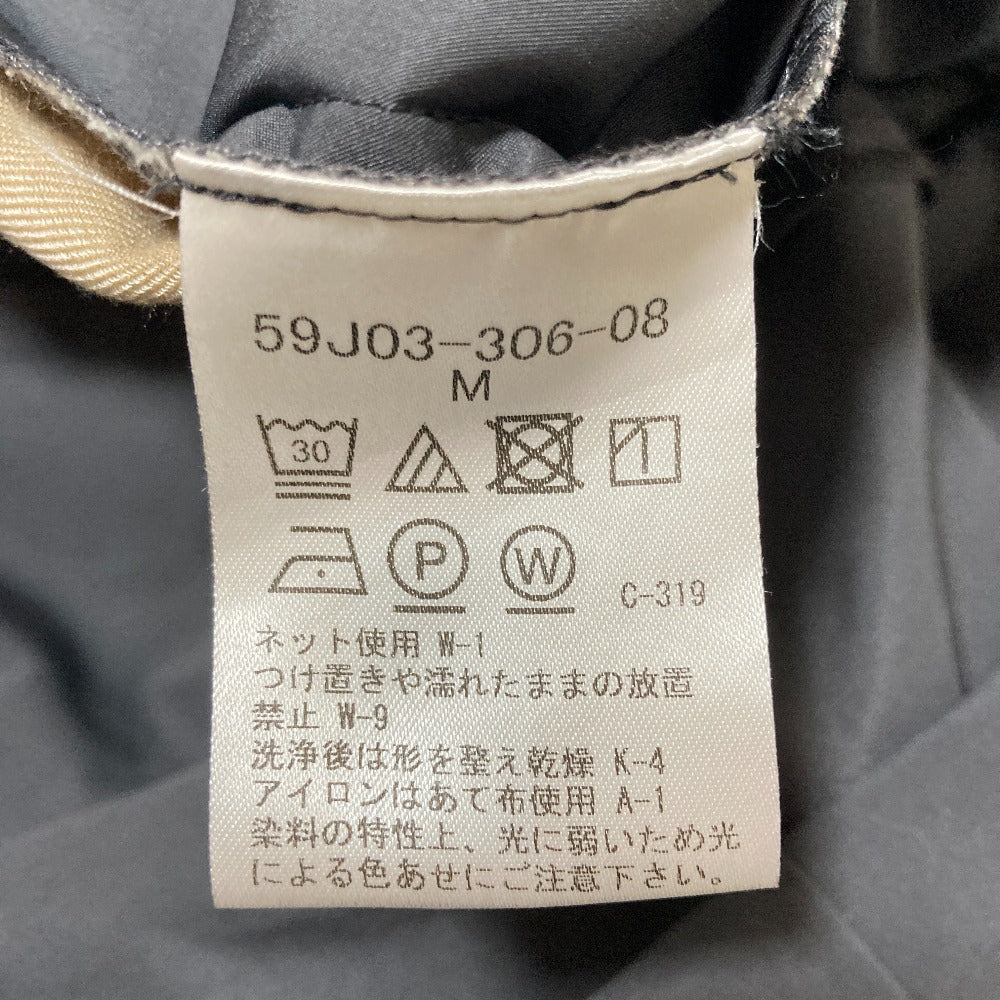 59J03-306-08
M
30
P W C-319
ネット使用 W-1
つけ置きや濡れたままの放置
禁止 W-9
洗浄後は形を整え乾燥 K-4
アイロンはあて布使用 A-1
染料の特性上、光に弱いため光
による色あせにご注意下さい。